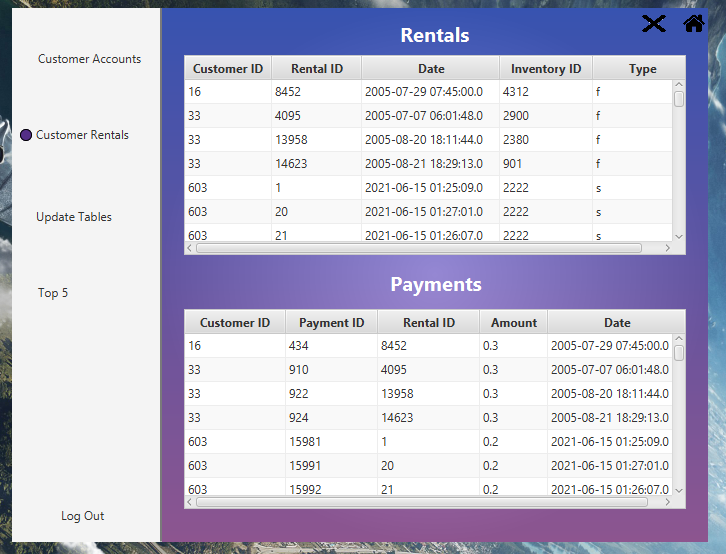 Customer Accounts
Customer Rentals
Update Tables
Top 5
Log Out
Rentals
Customer ID Rental ID Date Inventory ID Type
16 8452 2005-07-29 07:45:00.0 4312 f
33 4095 2005-07-07 06:01:48.0 2900 f
33 13958 2005-08-20 18:11:44.0 2380 f
33 14623 2005-08-21 18:29:13.0 901 f
603 1 2021-06-15 01:25:09.0 2222 s
603 20 2021-06-15 01:27:01.0 2222 s
603 21 2021-06-15 01:26:07.0 2222 s
Payments
Customer ID Payment ID Rental ID Amount Date
16 434 8452 0.3 2005-07-29 07:45:00.0
33 910 4095 0.3 2005-07-07 06:01:48.0
33 922 13958 0.3 2005-08-20 18:11:44.0
33 924 14623 0.3 2005-08-21 18:29:13.0
603 15981 1 0.2 2021-06-15 01:25:09.0
603 15991 20 0.2 2021-06-15 01:27:01.0
603 15992 21 0.2 2021-06-15 01:26:07.0